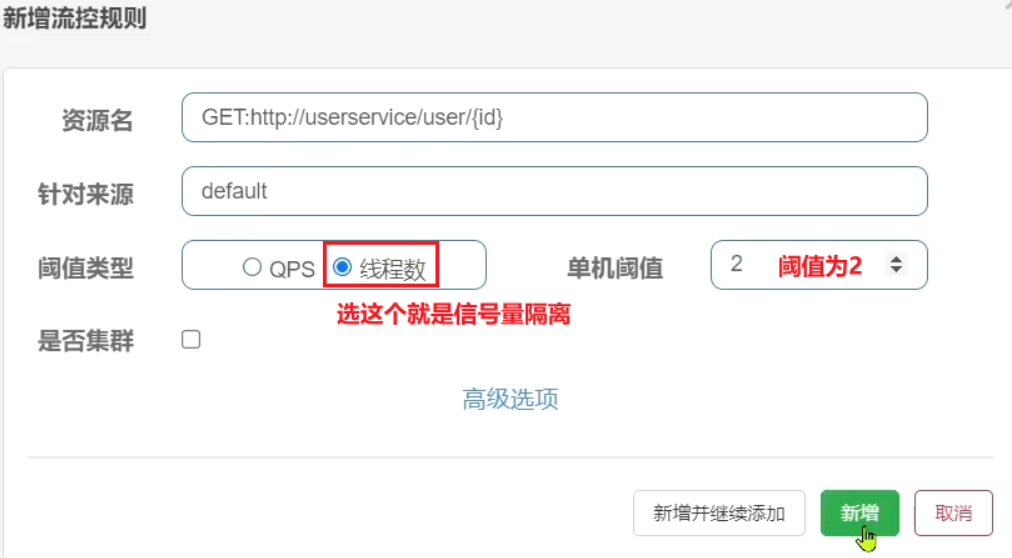 新增流控规则
资源名 GET:http://userservice/user/{id}
针对来源 default
阈值类型 QPS 线程数 单机阈值 2 阈值为2
选这个就是信号量隔离
是否集群
高级选项
新增并继续添加 新增 取消